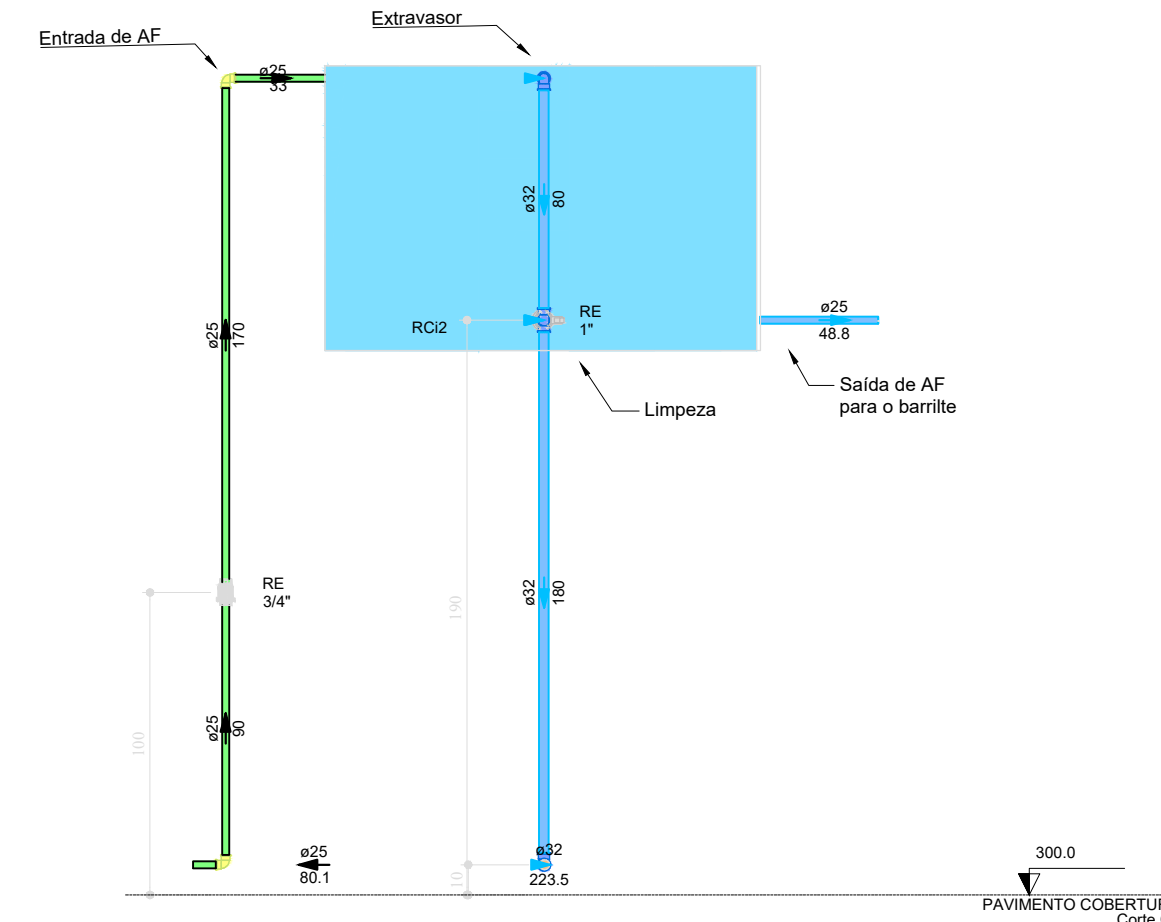 Extravasor
Entrada de AF
ø25
33
ø32
80
RE
1"
RCi2
ø25
48.8
ø25
170
Saída de AF
para o barrilte
Limpeza
RE
3/4"
190
ø32
180
ø25
90
100
ø25
80.1
ø32
223.5
10
300.0
PAVIMENTO COBERTUR
Corte